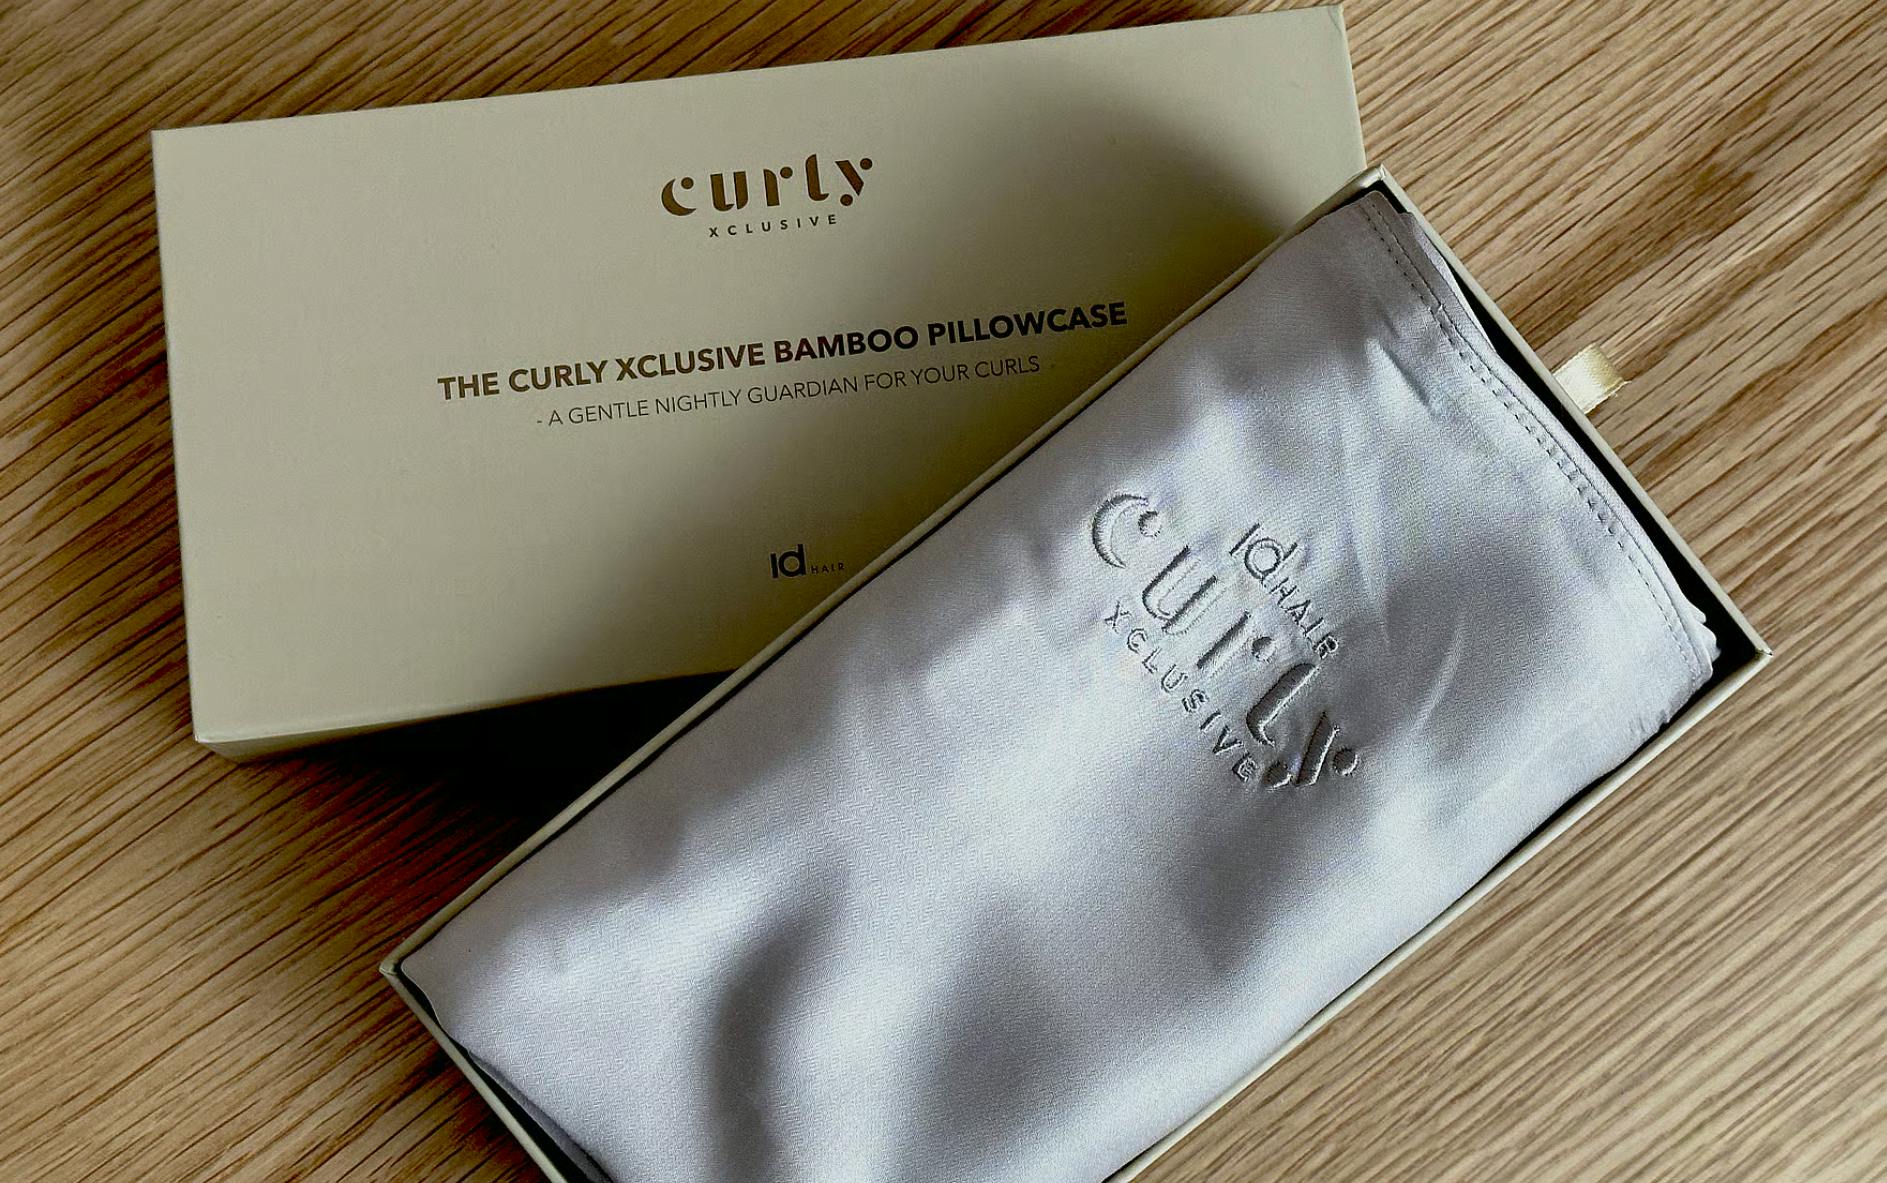 curly
XCLUSIVE
THE CURLY XCLUSIVE BAMBOO PILLOWCASE
- A GENTLE NIGHTLY GUARDIAN FOR YOUR CURLS
id HAIR
id HAIR
curly
XCLUSIVE